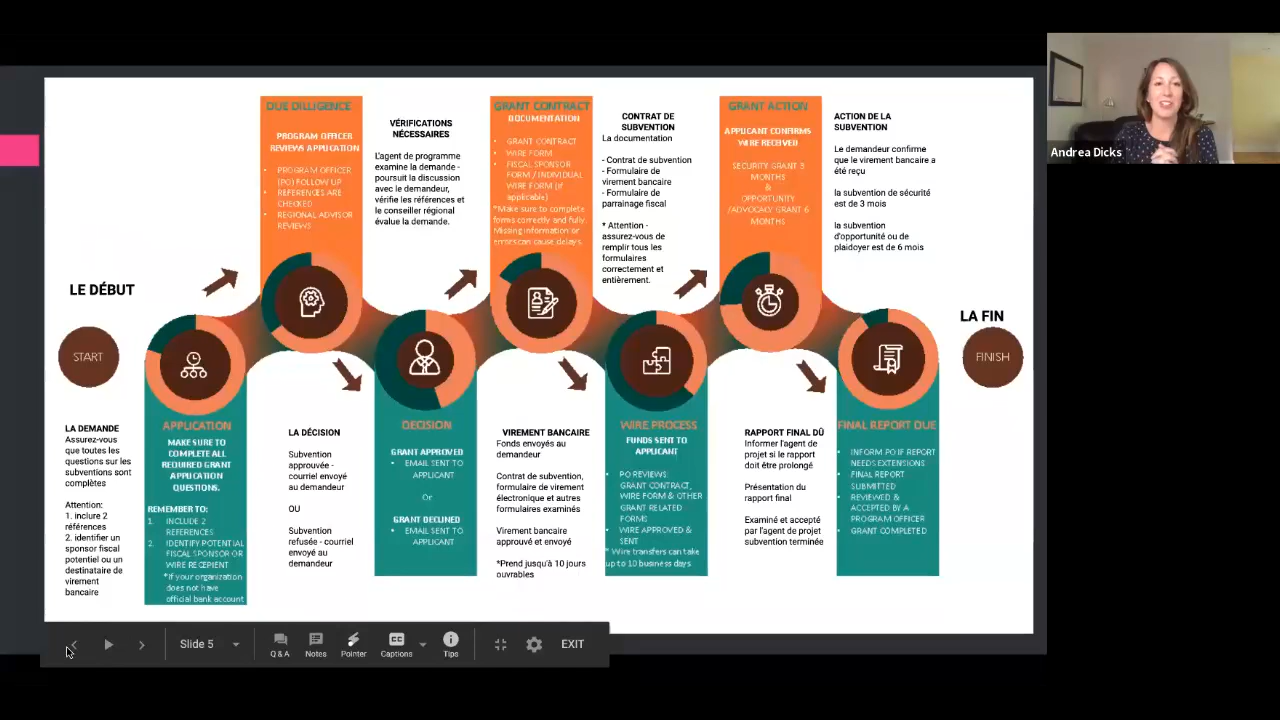 DUE DILLIGENCE
PROGRAM OFFICER
REVIEWS APPLICATION
• PROGRAM OFFICER
(PO) FOLLOW UP
• REFERENCES ARE
CHECKED
• REGIONAL ADVISOR
REVIEWS
VÉRIFICATIONS
NÉCESSAIRES
L'agent de programme
examine la demande -
poursuit la discussion
avec le demandeur,
vérifie les références et
le conseiller régional
évalue la demande.
GRANT CONTRACT
DOCUMENTATION
• GRANT CONTRACT
• WIRE FORM
• FISCAL SPONSOR
FORM / INDIVIDUAL
WIRE FORM (if
applicable)
*Make sure to complete
forms correctly and fully.
Missing information or
errors can cause delays.
CONTRAT DE
SUBVENTION
La documentation
- Contrat de subvention
- Formulaire de
virement bancaire
- Formulaire de
parrainage fiscal
* Attention -
assurez-vous de
remplir tous les
formulaires
correctement et
entièrement.
GRANT ACTION
APPLICANT CONFIRMS
WIRE RECEIVED
SECURITY GRANT 3
MONTHS
&
OPPORTUNITY
/ADVOCACY GRANT 6
MONTHS
ACTION DE LA
SUBVENTION
Le demandeur confirme
que le virement bancaire a
été reçu
la subvention de sécurité
est de 3 mois
la subvention
d'opportunité ou de
plaidoyer est de 6 mois
Andrea Dicks
LE DÉBUT
START
LA FIN
FINISH
LA DEMANDE
Assurez-vous
que toutes les
questions sur les
subventions sont
complètes
Attention:
1. inclure 2
références
2. identifier un
sponsor fiscal
potentiel ou un
destinataire de
virement
bancaire
APPLICATION
MAKE SURE TO
COMPLETE ALL
REQUIRED GRANT
APPLICATION
QUESTIONS.
REMEMBER TO:
1. INCLUDE 2
REFERENCES
2. IDENTIFY POTENTIAL
FISCAL SPONSOR OR
WIRE RECEPIENT
*If your organization
does not have
official bank account
LA DÉCISION
Subvention
approuvée -
courriel envoyé
au demandeur
OU
Subvention
refusée - courriel
envoyé au
demandeur
DECISION
GRANT APPROVED
• EMAIL SENT TO
APPLICANT
Or
GRANT DECLINED
• EMAIL SENT TO
APPLICANT
VIREMENT BANCAIRE
Fonds envoyés au
demandeur
Contrat de subvention,
formulaire de virement
électronique et autres
formulaires examinés
Virement bancaire
approuvé et envoyé
*Prend jusqu'à 10 jours
ouvrables
WIRE PROCESS
FUNDS SENT TO
APPLICANT
• PO REVIEWS
GRANT CONTRACT,
WIRE FORM & OTHER
GRANT RELATED
FORMS
• WIRE APPROVED &
SENT
* Wire transfers can take
up to 10 business days
RAPPORT FINAL DÛ
Informer l'agent de
projet si le rapport
doit être prolongé
Présentation du
rapport final
Examiné et accepté
par l'agent de projet
subvention terminée
FINAL REPORT DUE
• INFORM PO IF REPORT
NEEDS EXTENSIONS
• FINAL REPORT
SUBMITTED
• REVIEWED &
ACCEPTED BY A
PROGRAM OFFICER
• GRANT COMPLETED
Slide 5
Q & A
Notes
Pointer
CC
Captions
Tips
EXIT